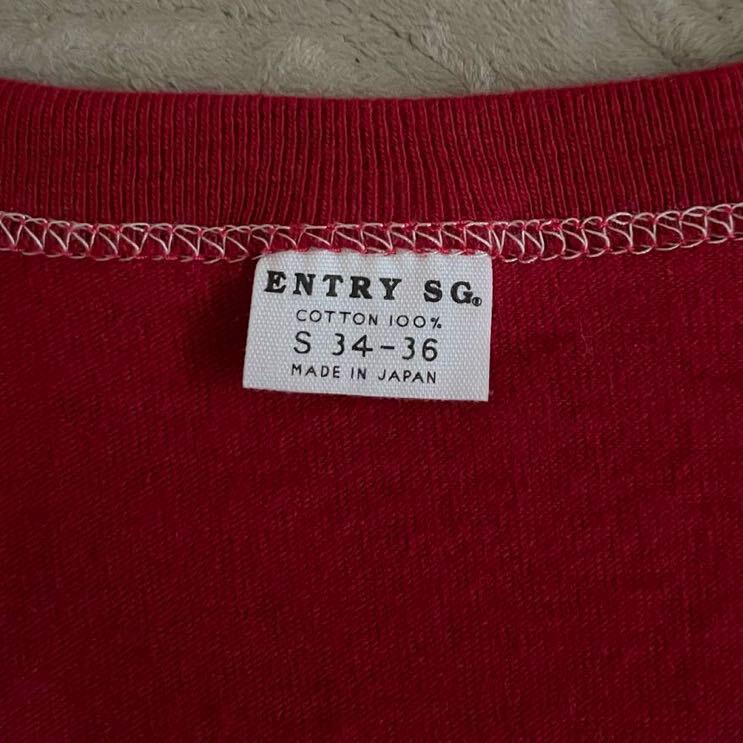 ENTRY SG®
COTTON 100%
S 34-36
MADE IN JAPAN